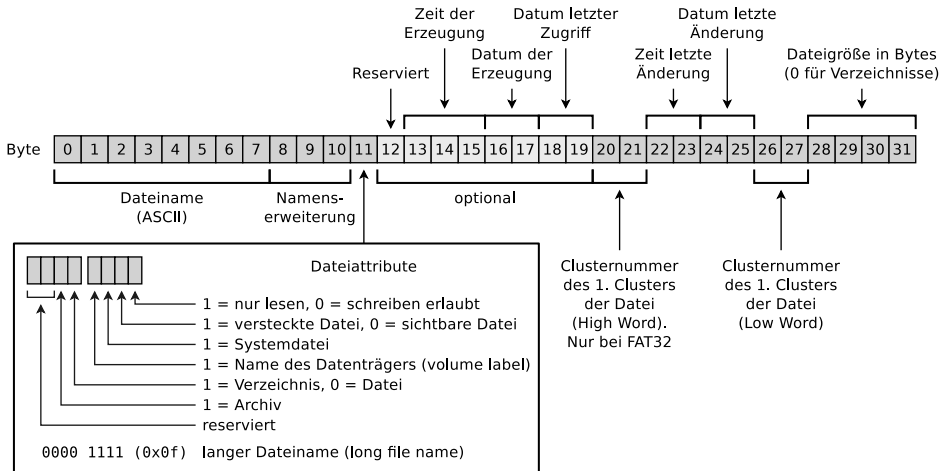 Zeit der
Erzeugung
Datum letzter
Zugriff
Datum letzte
Änderung
Reserviert
Datum der
Erzeugung
Zeit letzte
Änderung
Dateigröße in Bytes
(0 für Verzeichnisse)
Byte 0 1 2 3 4 5 6 7 8 9 10 11 12 13 14 15 16 17 18 19 20 21 22 23 24 25 26 27 28 29 30 31
Dateiname
(ASCII)
Namens-
erweiterung
optional
Clusternummer
des 1. Clusters
der Datei
(High Word).
Nur bei FAT32
Clusternummer
des 1. Clusters
der Datei
(Low Word)
Dateiattribute
1 = nur lesen, 0 = schreiben erlaubt
1 = versteckte Datei, 0 = sichtbare Datei
1 = Systemdatei
1 = Name des Datenträgers (volume label)
1 = Verzeichnis, 0 = Datei
1 = Archiv
reserviert
0000 1111 (0x0f) langer Dateiname (long file name)